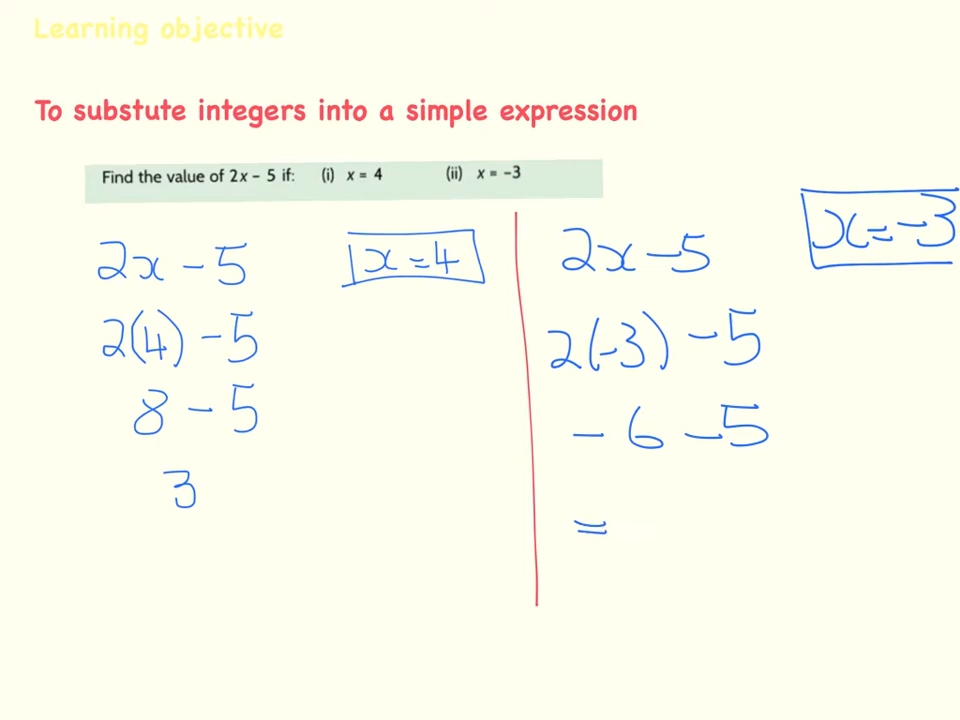 Learning objective
To substute integers into a simple expression
Find the value of 2x – 5 if: (i) x = 4 (ii) x = –3
2x – 5
x = 4
2(4) – 5
8 – 5
3
2x – 5
x = –3
2(–3) – 5
– 6 – 5
=